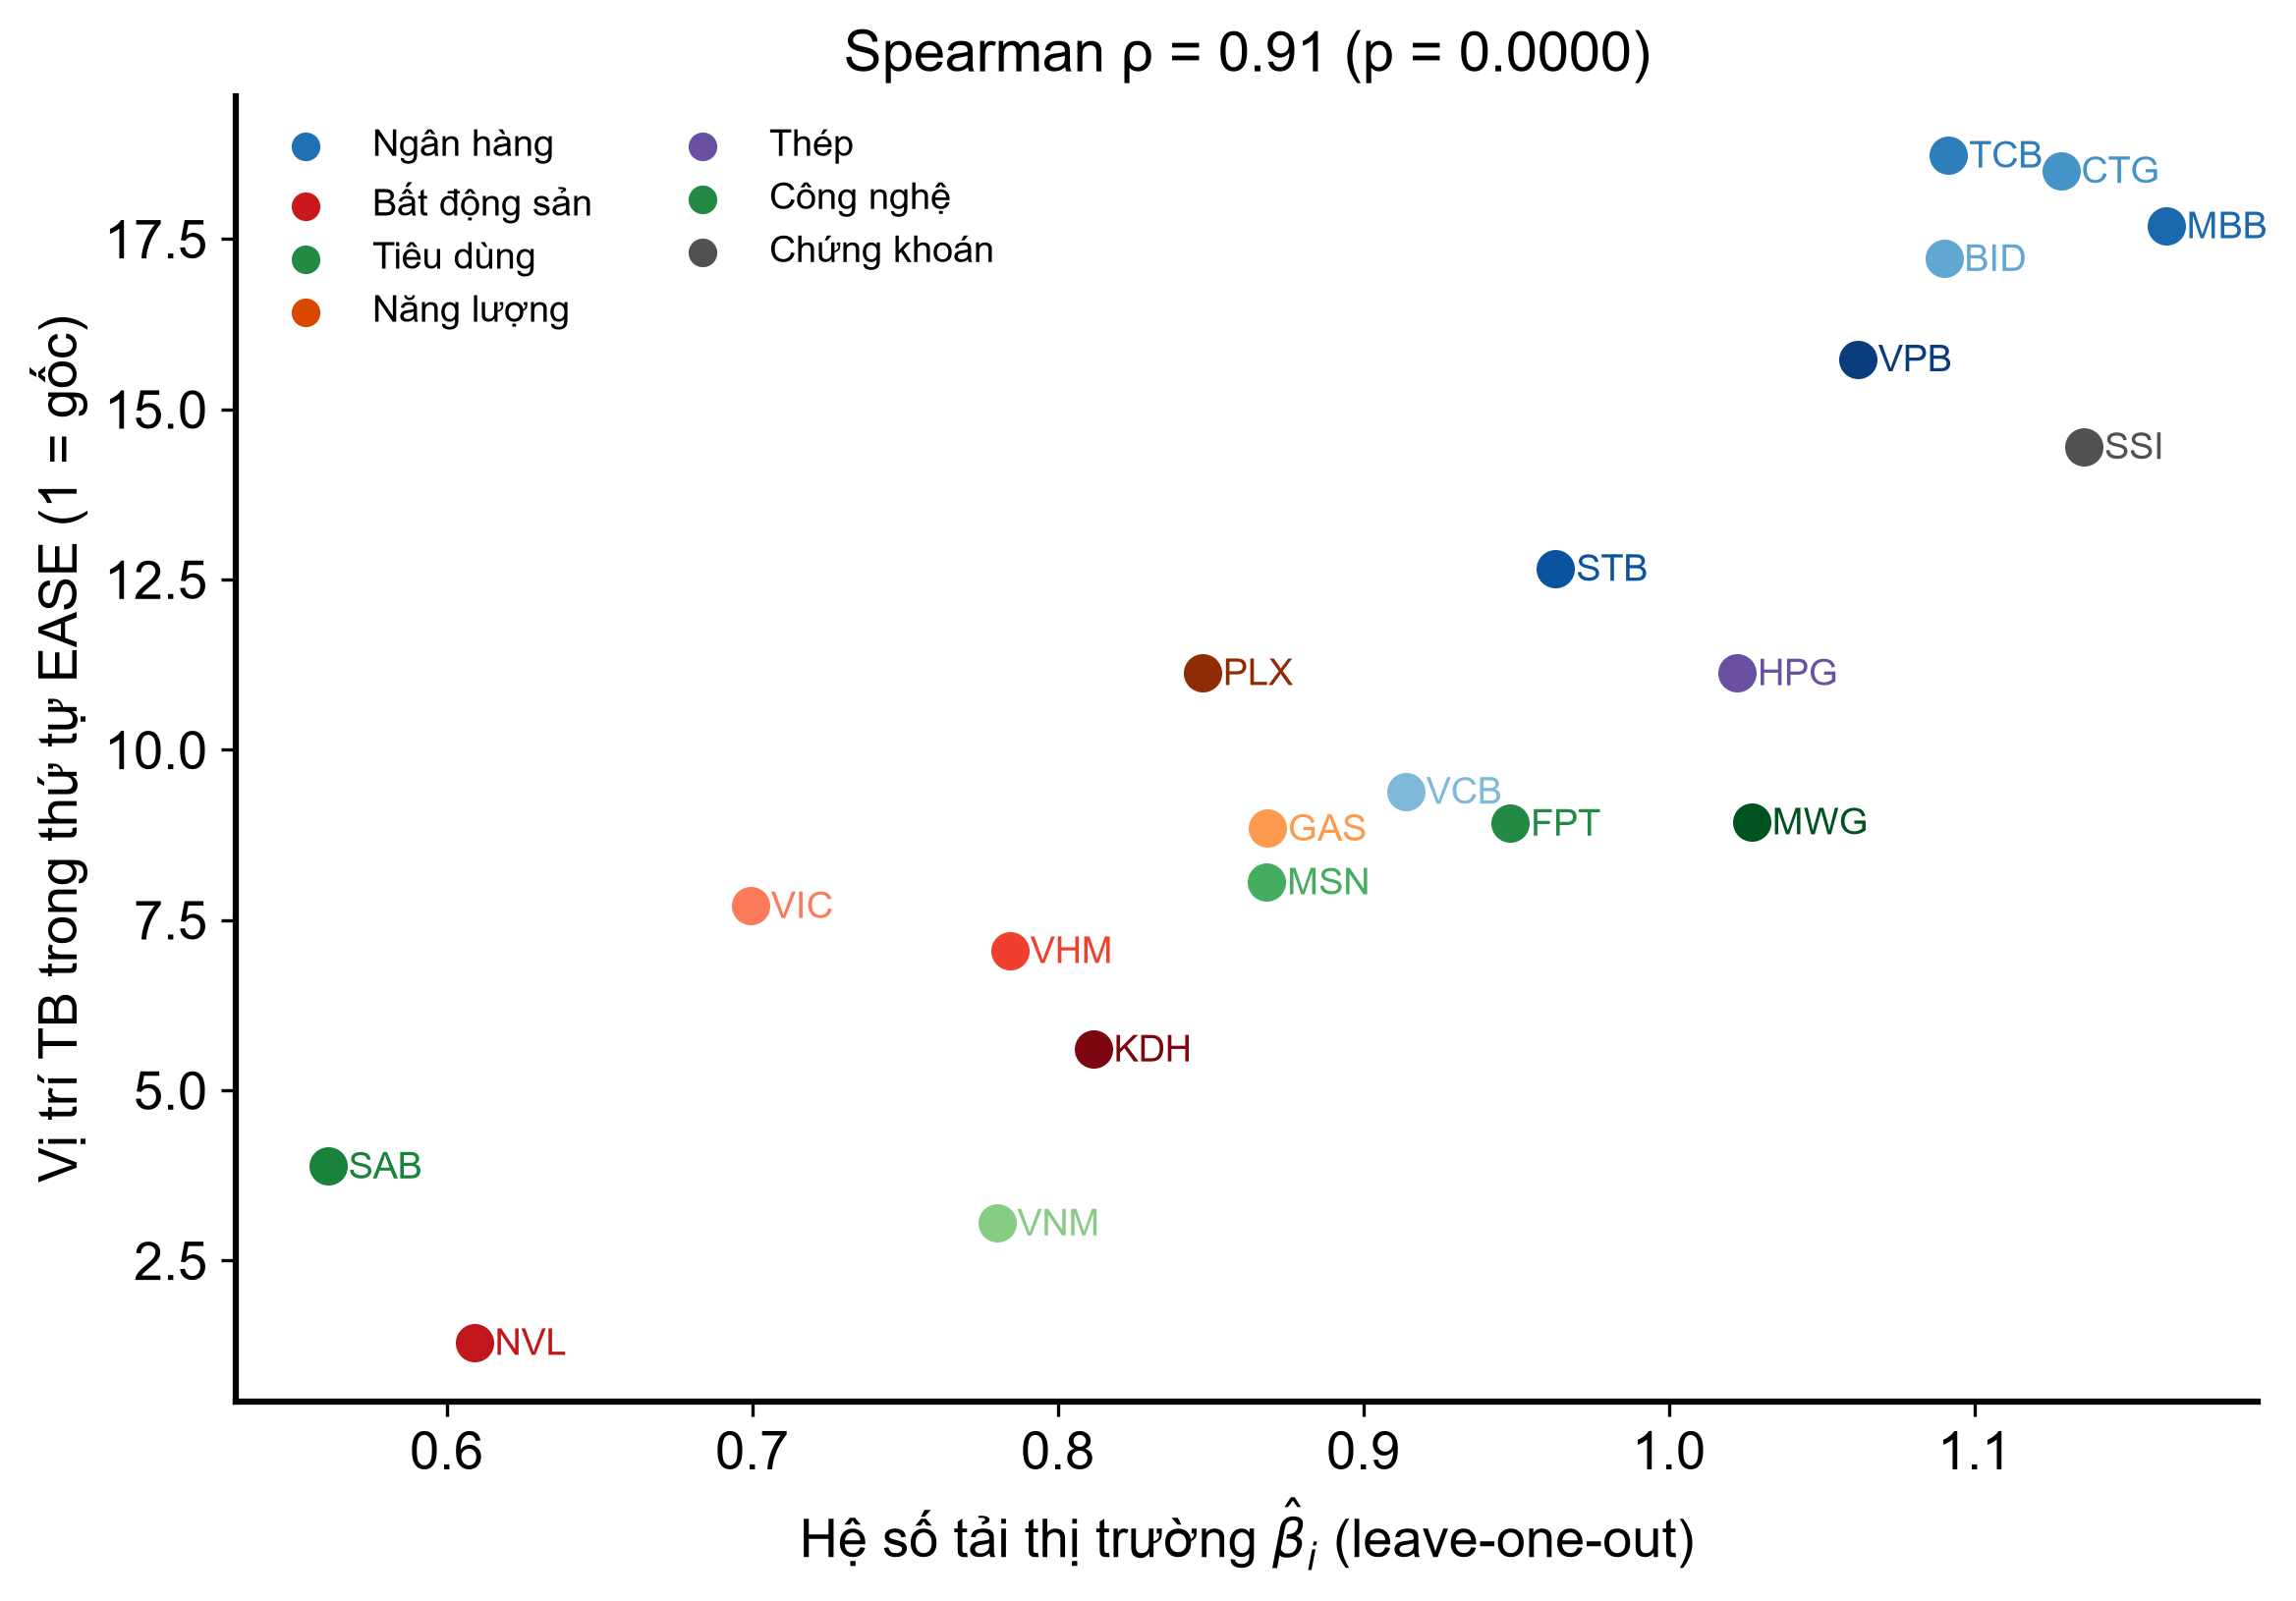 Spearman ρ = 0.91 (p = 0.0000)
Ngân hàng
Bất động sản
Tiêu dùng
Năng lượng
Thép
Công nghệ
Chứng khoán
Vị trí TB trong thứ tự EASE (1 = gốc)
17.5
15.0
12.5
10.0
7.5
5.0
2.5
TCB
CTG
MBB
BID
VPB
SSI
STB
PLX
HPG
VCB
GAS
FPT
MWG
MSN
VIC
VHM
KDH
SAB
VNM
NVL
0.6
0.7
0.8
0.9
1.0
1.1
Hệ số tải thị trường β̂ᵢ (leave-one-out)